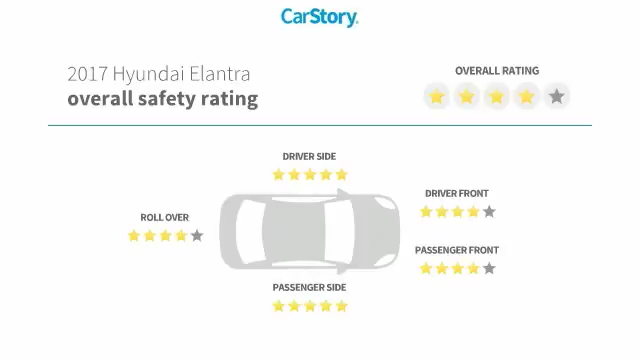 CarStory
2017 Hyundai Elantra
overall safety rating
OVERALL RATING
DRIVER SIDE
DRIVER FRONT
ROLL OVER
PASSENGER FRONT
PASSENGER SIDE